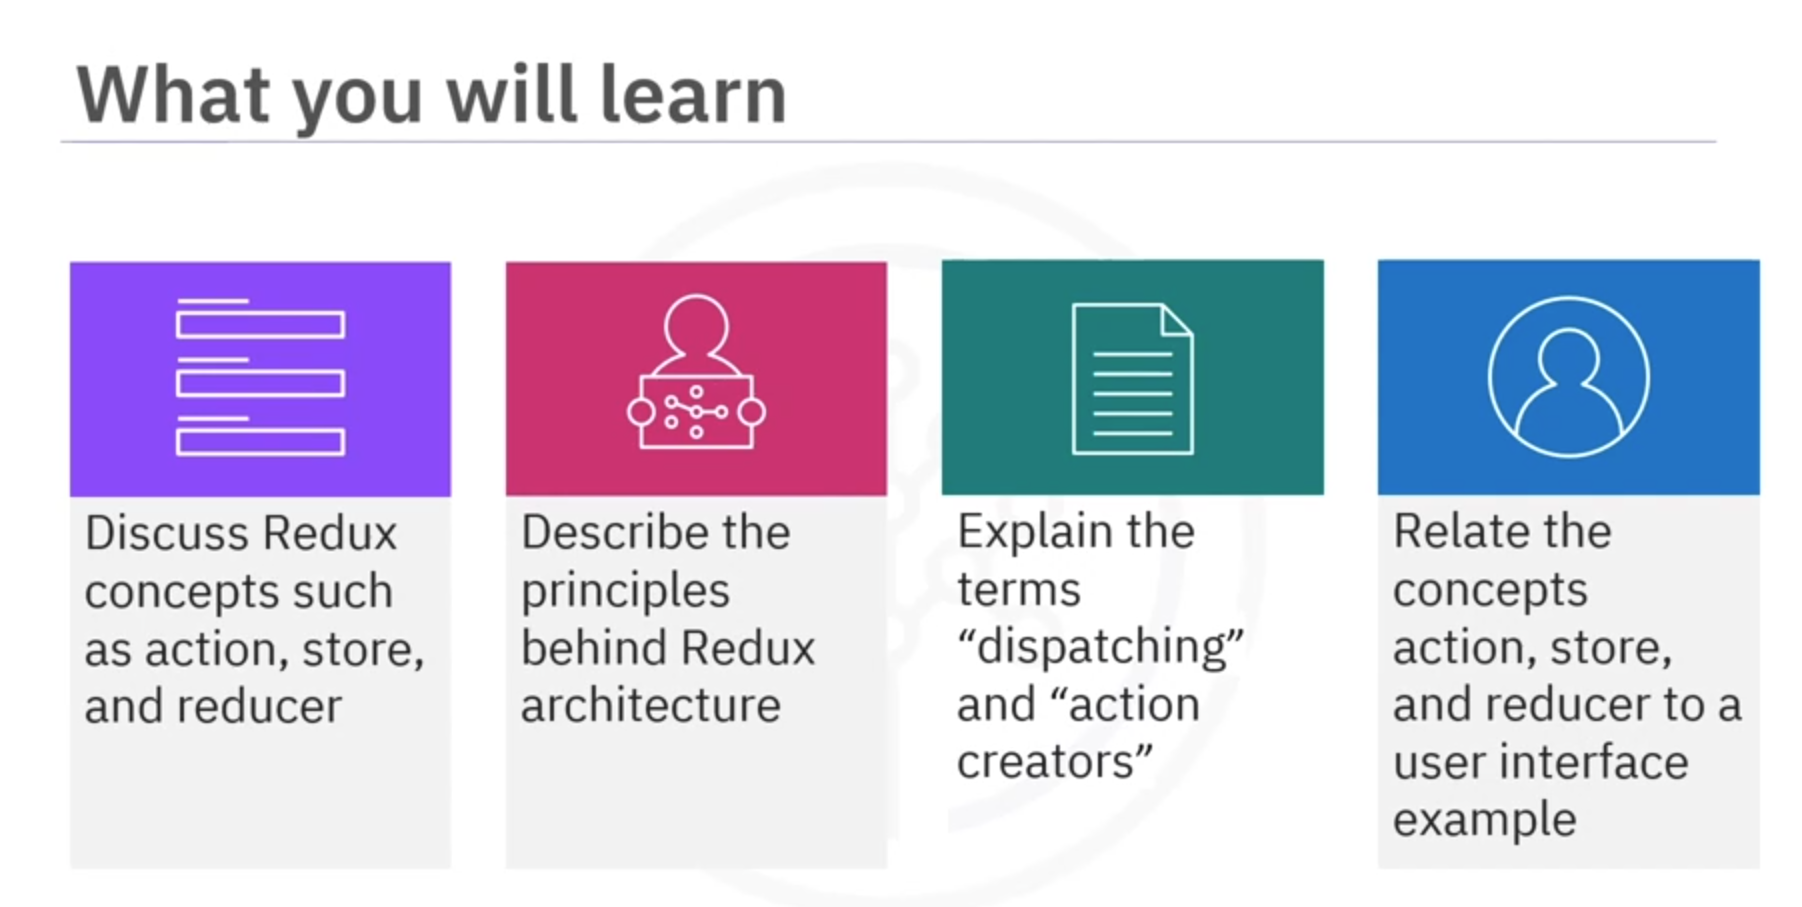 What you will learn
Discuss Redux
concepts such
as action, store,
and reducer
Describe the
principles
behind Redux
architecture
Explain the
terms
“dispatching”
and “action
creators”
Relate the
concepts
action, store,
and reducer to a
user interface
example